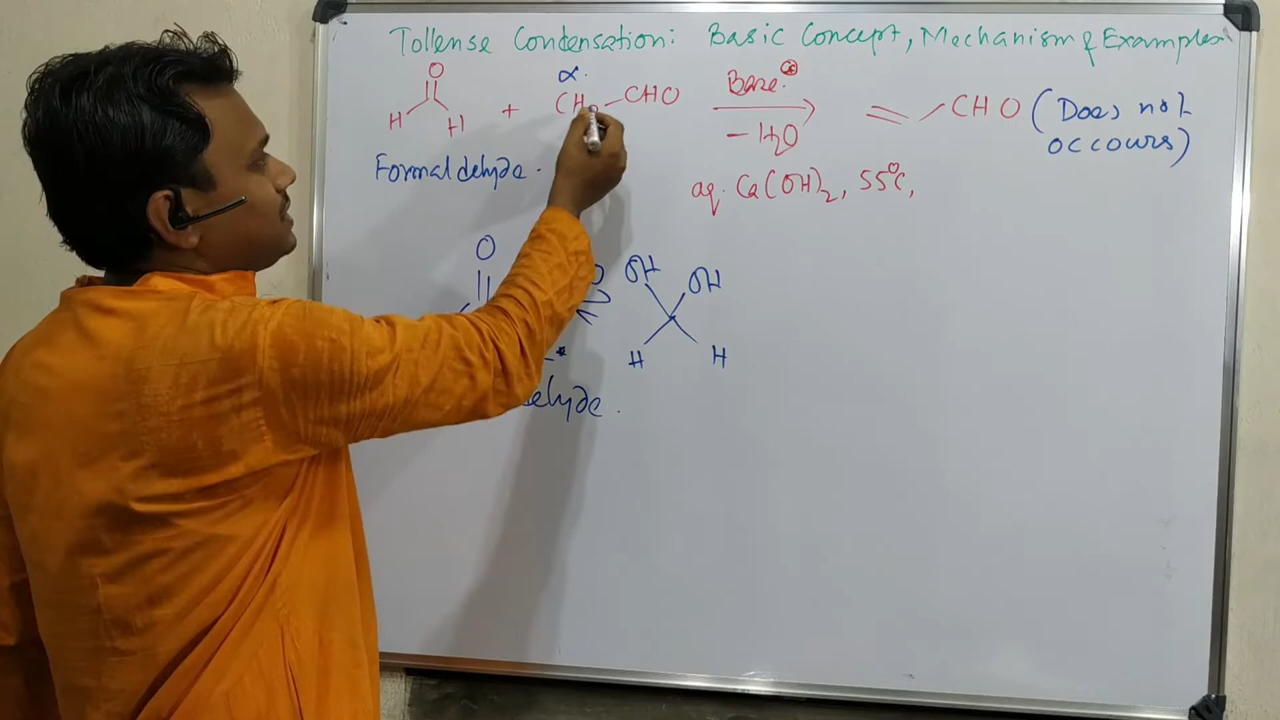 Tollense Condensation: Basic Concept, Mechanism & Examples
O
H H + α. CH CHO Base. – H2O CHO (Does not occours)
Formaldehyde.
aq. Ca(OH)2, 55°C,
O OH OH
H H